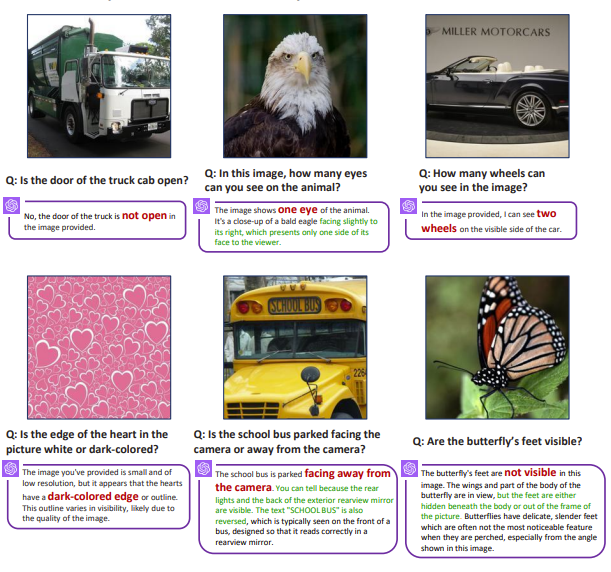 MILLER MOTORCARS
Q: Is the door of the truck cab open?
No, the door of the truck is not open in
the image provided.
Q: In this image, how many eyes
can you see on the animal?
The image shows one eye of the animal.
It's a close-up of a bald eagle facing slightly to
its right, which presents only one side of its
face to the viewer.
Q: How many wheels can
you see in the image?
In the image provided, I can see two
wheels on the visible side of the car.
SCHOOL BUS
226
Q: Is the edge of the heart in the
picture white or dark-colored?
The image you've provided is small and of
low resolution, but it appears that the hearts
have a dark-colored edge or outline.
This outline varies in visibility, likely due to
the quality of the image.
Q: Is the school bus parked facing the
camera or away from the camera?
The school bus is parked facing away from
the camera. You can tell because the rear
lights and the back of the exterior rearview mirror
are visible. The text "SCHOOL BUS" is also
reversed, which is typically seen on the front of a
bus, designed so that it reads correctly in a
rearview mirror.
Q: Are the butterfly's feet visible?
The butterfly's feet are not visible in this
image. The wings and part of the body of the
butterfly are in view, but the feet are either
hidden beneath the body or out of the frame of
the picture. Butterflies have delicate, slender feet
which are often not the most noticeable feature
when they are perched, especially from the angle
shown in this image.